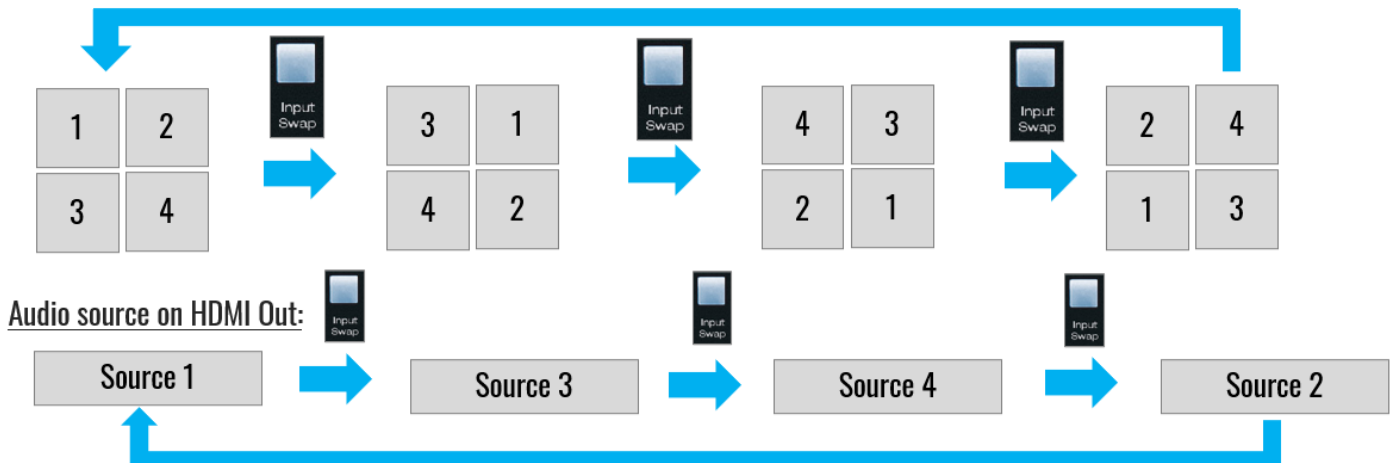 Input
Swap
Input
Swap
Input
Swap
1 2
3 4
3 1
4 2
4 3
2 1
2 4
1 3
Audio source on HDMI Out:
Input
Swap
Input
Swap
Input
Swap
Source 1
Source 3
Source 4
Source 2